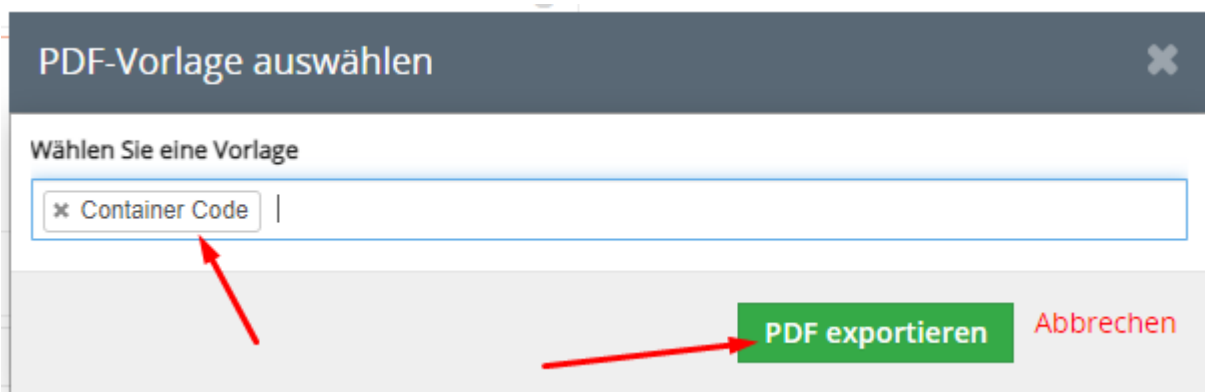 PDF-Vorlage auswählen
Wählen Sie eine Vorlage
Container Code
PDF exportieren
Abbrechen